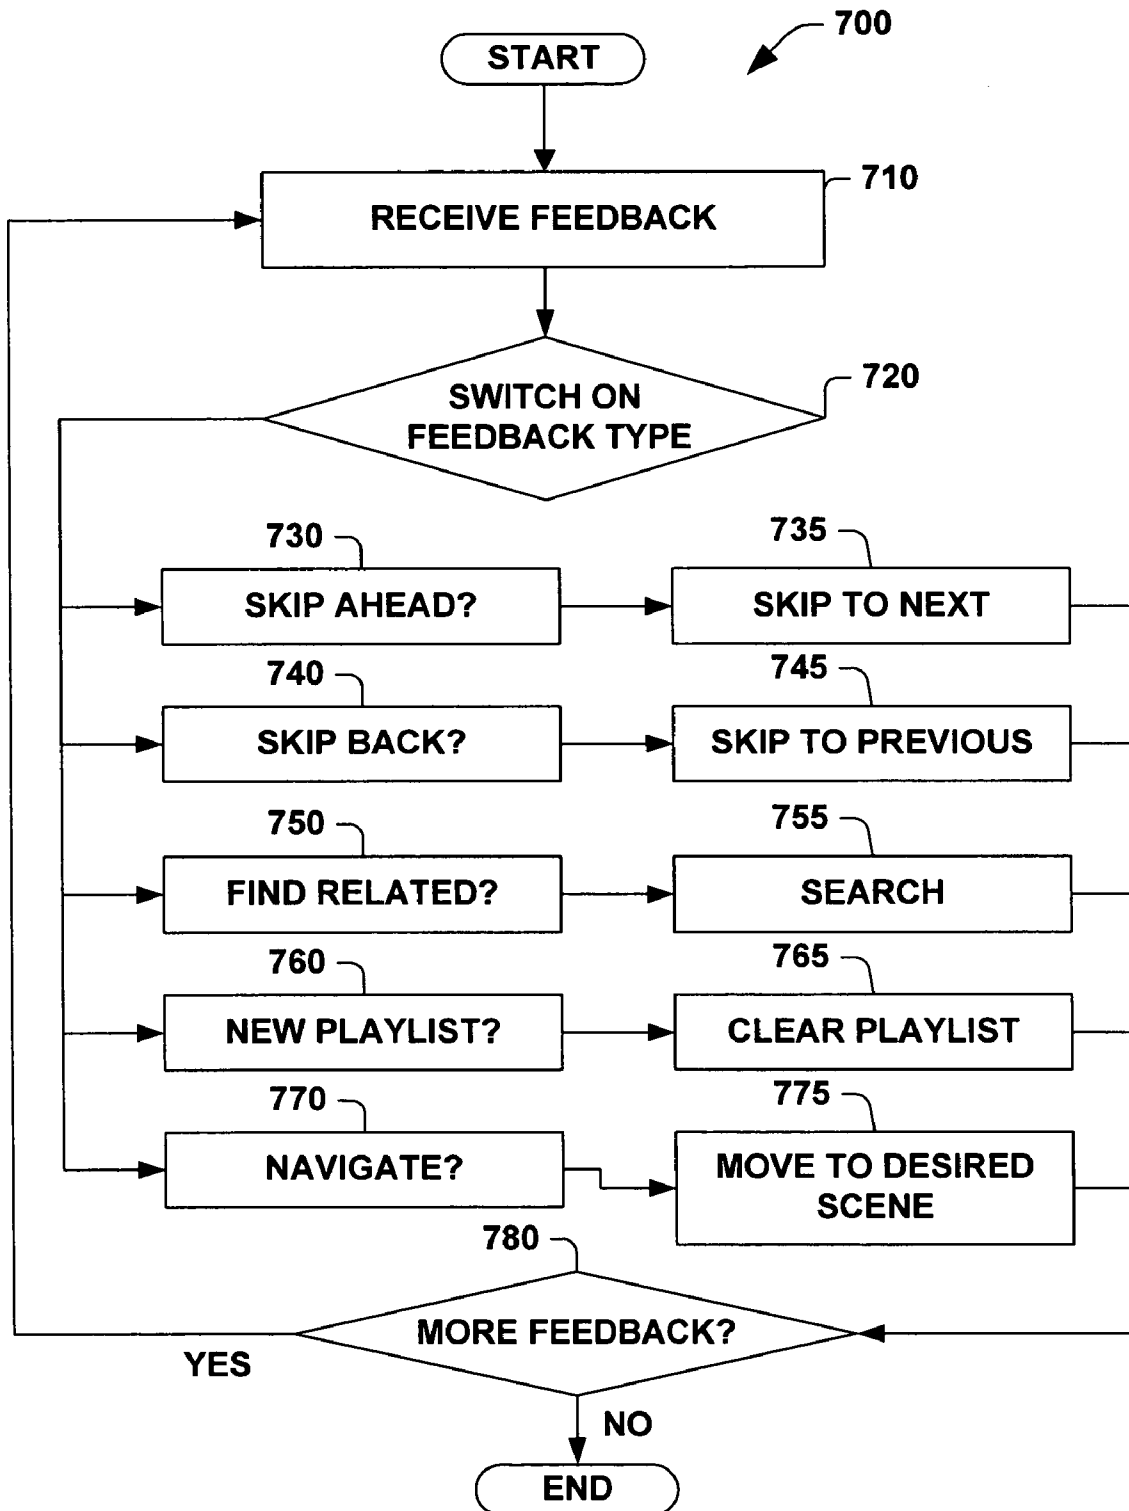 700
START
710
RECEIVE FEEDBACK
720
SWITCH ON
FEEDBACK TYPE
730
735
SKIP AHEAD?
SKIP TO NEXT
740
745
SKIP BACK?
SKIP TO PREVIOUS
750
755
FIND RELATED?
SEARCH
760
765
NEW PLAYLIST?
CLEAR PLAYLIST
770
775
NAVIGATE?
MOVE TO DESIRED
SCENE
780
MORE FEEDBACK?
YES
NO
END